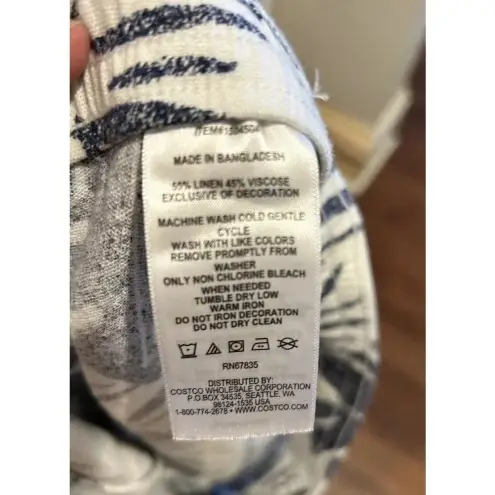 ITEM#1504504
MADE IN BANGLADESH
55% LINEN 45% VISCOSE
EXCLUSIVE OF DECORATION
MACHINE WASH COLD GENTLE
CYCLE
WASH WITH LIKE COLORS
REMOVE PROMPTLY FROM
WASHER
ONLY NON CHLORINE BLEACH
WHEN NEEDED
TUMBLE DRY LOW
WARM IRON
DO NOT IRON DECORATION
DO NOT DRY CLEAN
RN67835
DISTRIBUTED BY:
COSTCO WHOLESALE CORPORATION
P.O.BOX 34535, SEATTLE, WA
98124-1535 USA
1-800-774-2678 • WWW.COSTCO.COM